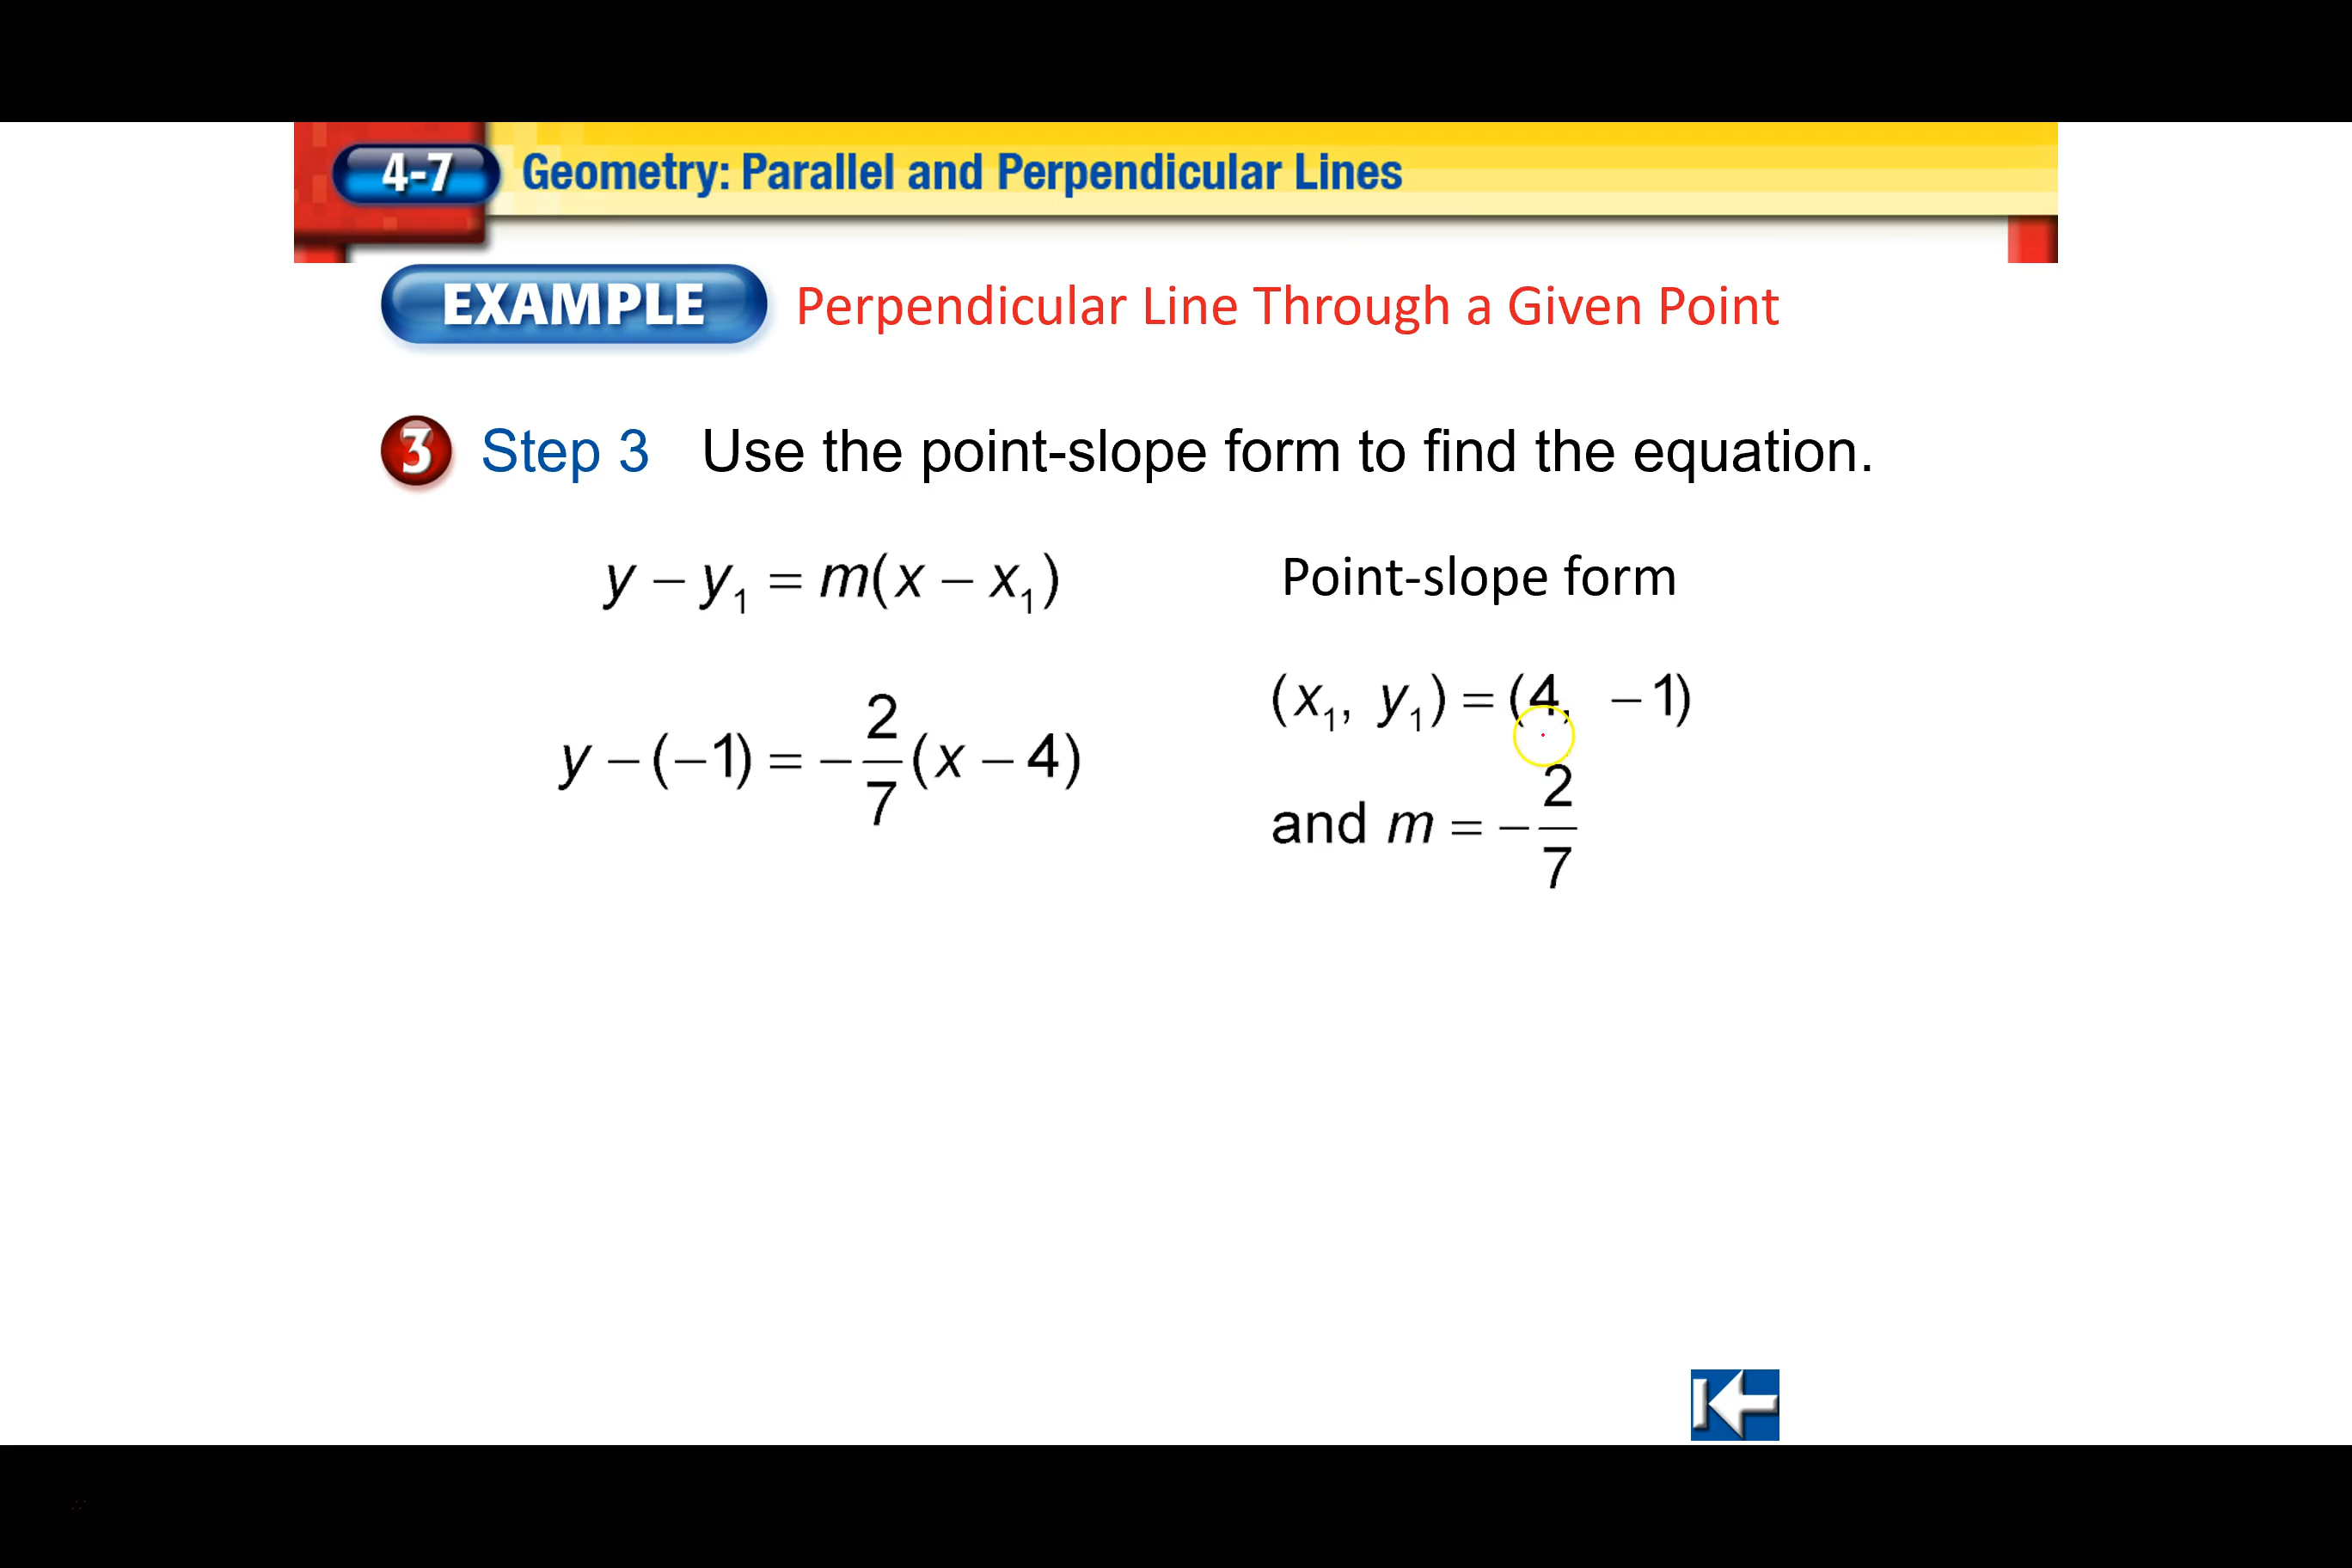 4-7 Geometry: Parallel and Perpendicular Lines
EXAMPLE Perpendicular Line Through a Given Point
3 Step 3 Use the point-slope form to find the equation.
y − y₁ = m(x − x₁) Point-slope form
(x₁, y₁) = (4, −1)
y − (−1) = −2/7(x − 4)
and m = −2/7